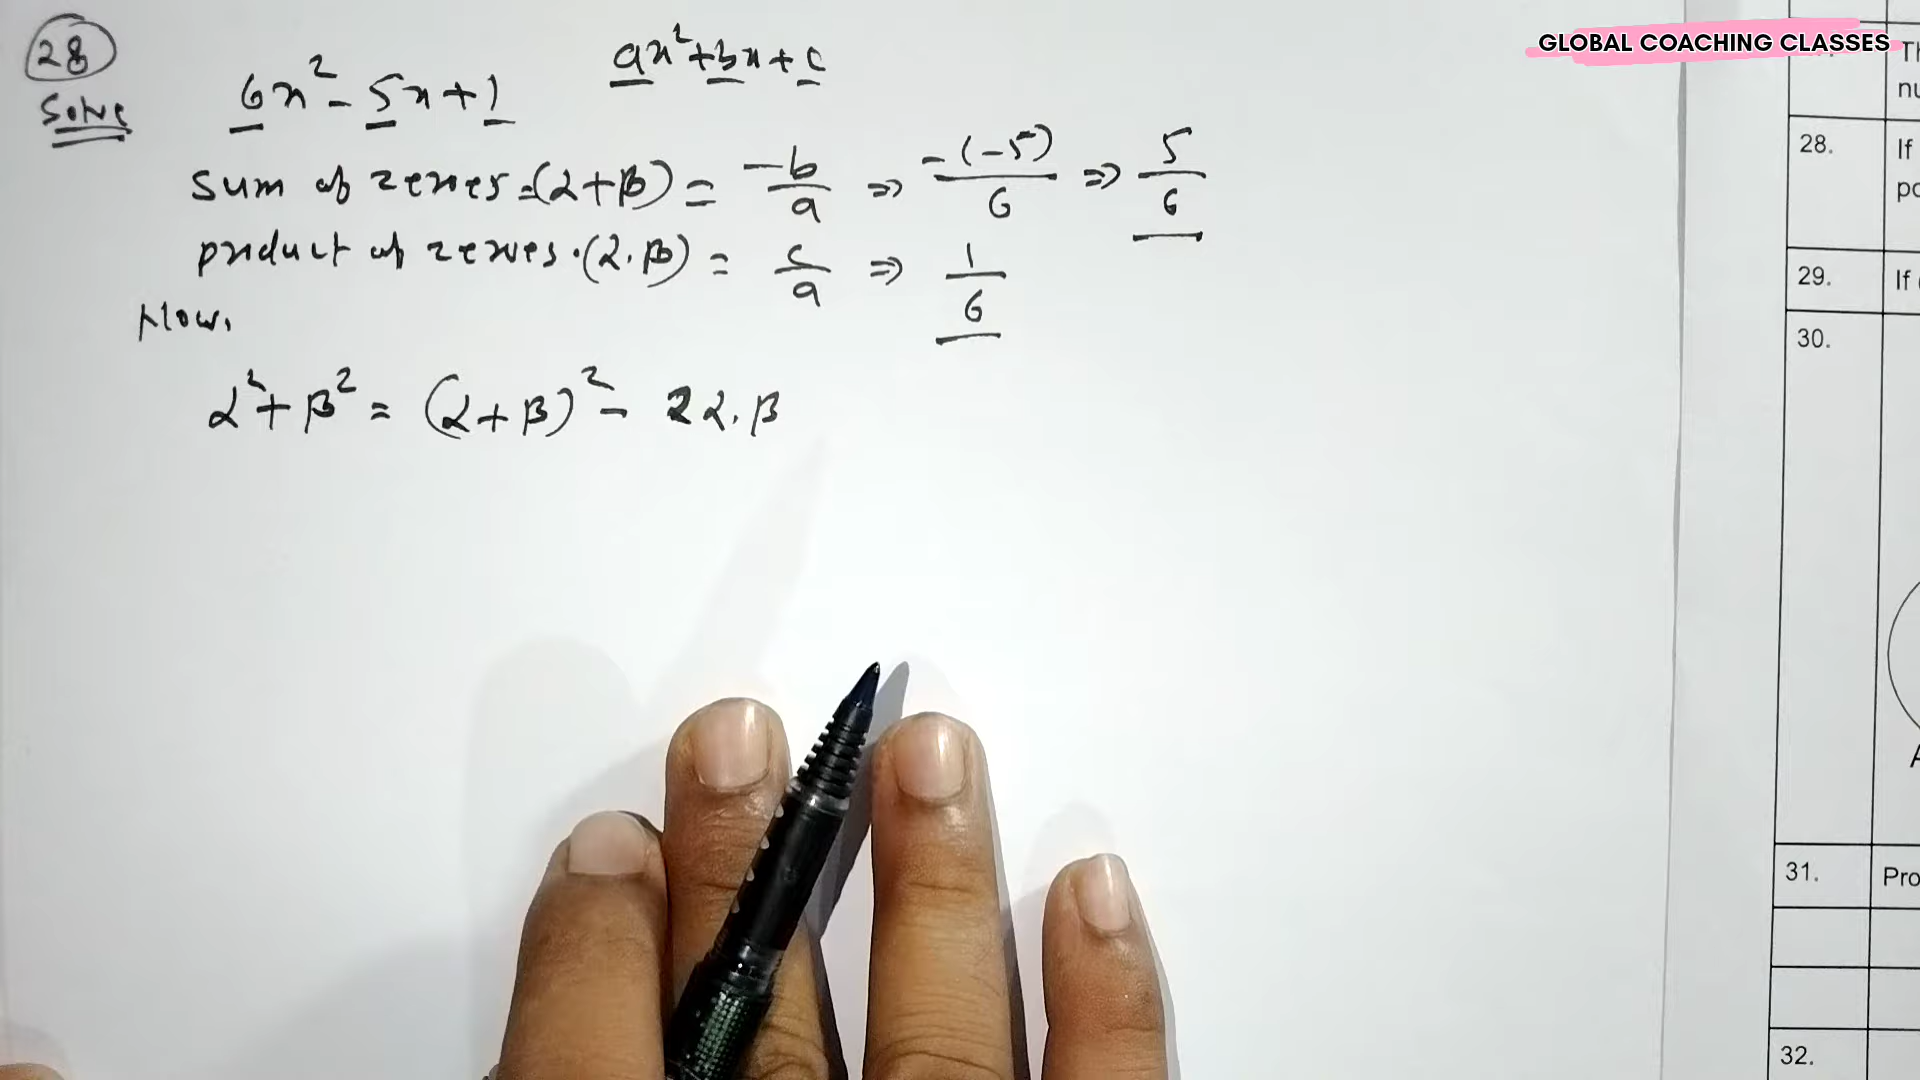 28
Solve
6x² - 5x + 1
ax² + bx + c
Sum of zeroes = (α+β) = -b/a ⇒ -(-5)/6 ⇒ 5/6
product of zeroes · (α.β) = c/a ⇒ 1/6
Now,
α² + β² = (α+β)² - 2α.β
GLOBAL COACHING CLASSES
28. If
29. If
30.
31. Pro
32.